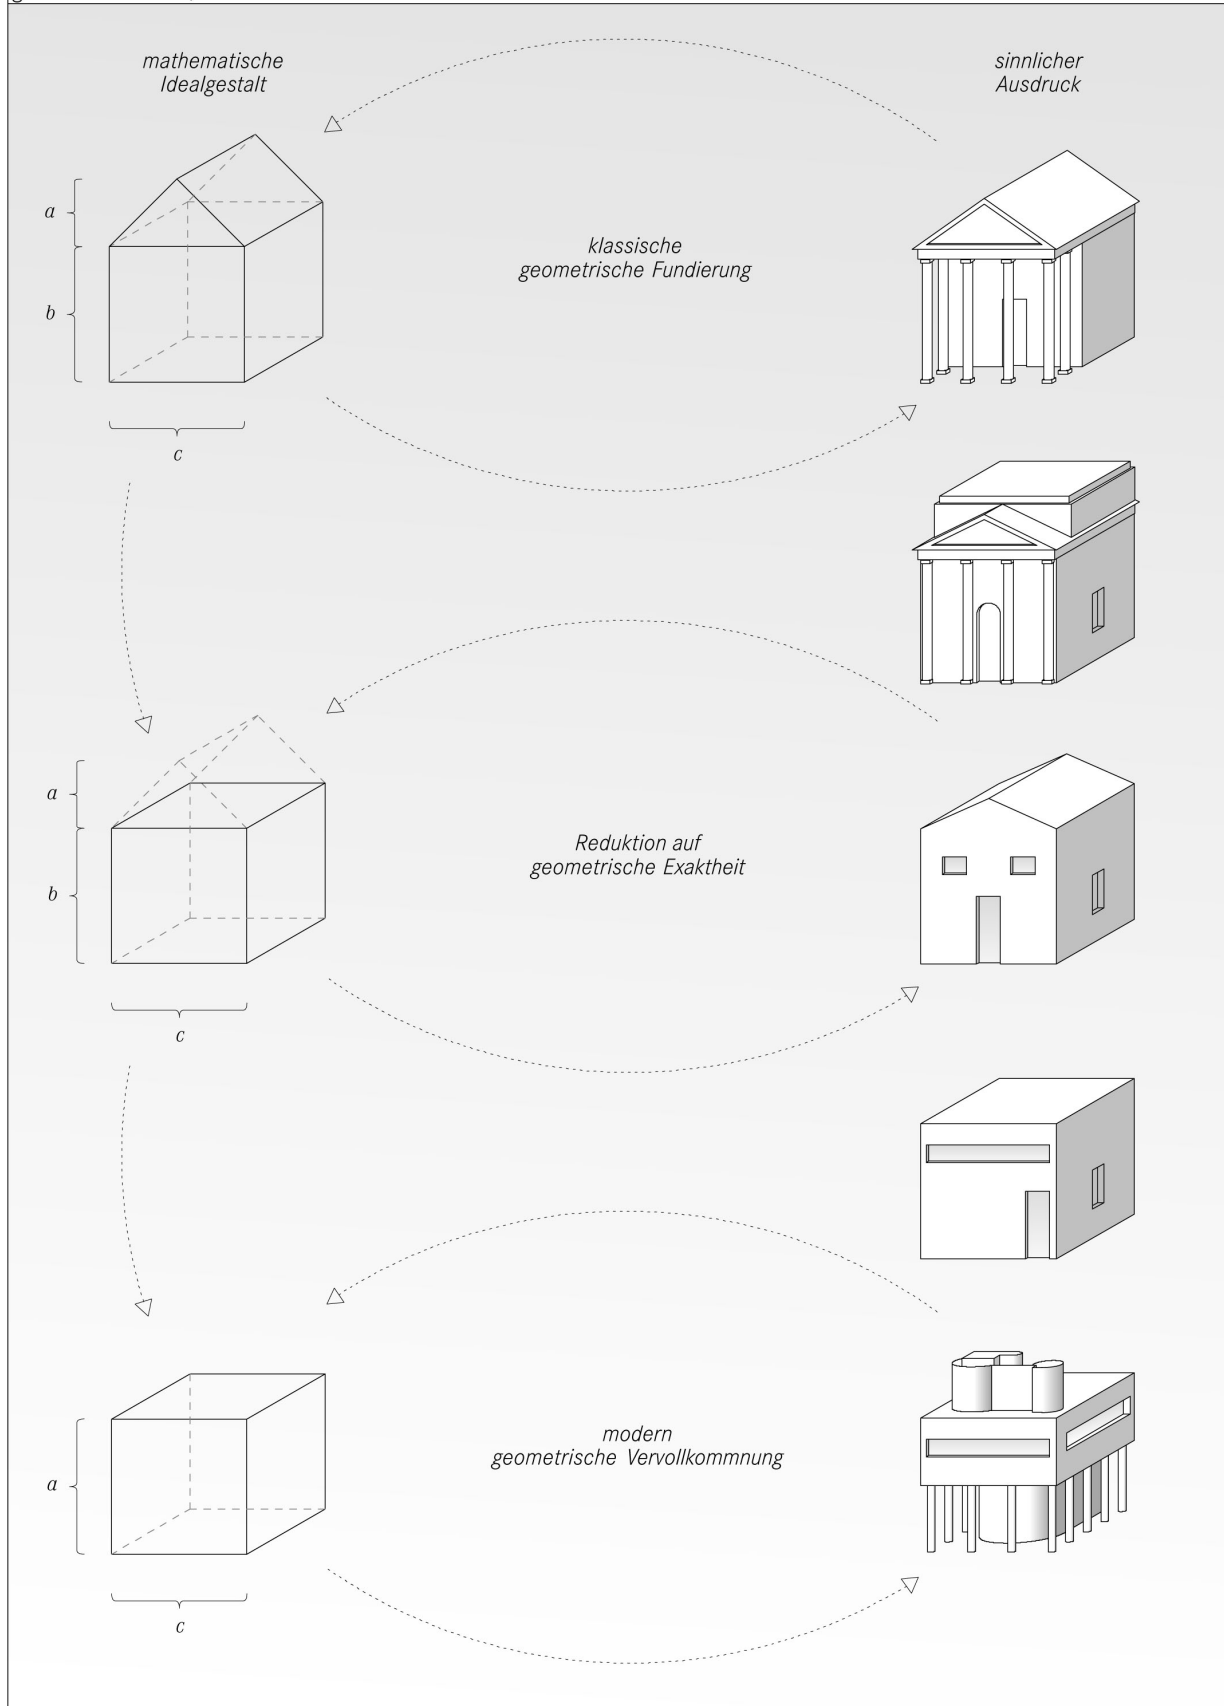 mathematische
Idealgestalt
sinnlicher
Ausdruck
a
b
c
klassische
geometrische Fundierung
a
b
c
Reduktion auf
geometrische Exaktheit
a
c
modern
geometrische Vervollkommnung